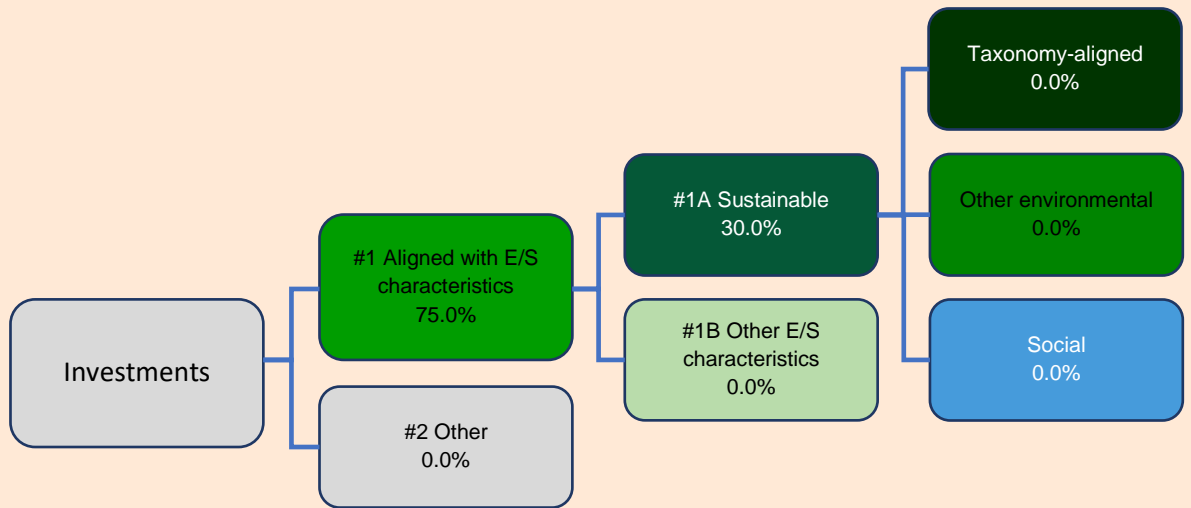 Investments
#1 Aligned with E/S
characteristics
75.0%
#2 Other
0.0%
#1A Sustainable
30.0%
#1B Other E/S
characteristics
0.0%
Taxonomy-aligned
0.0%
Other environmental
0.0%
Social
0.0%